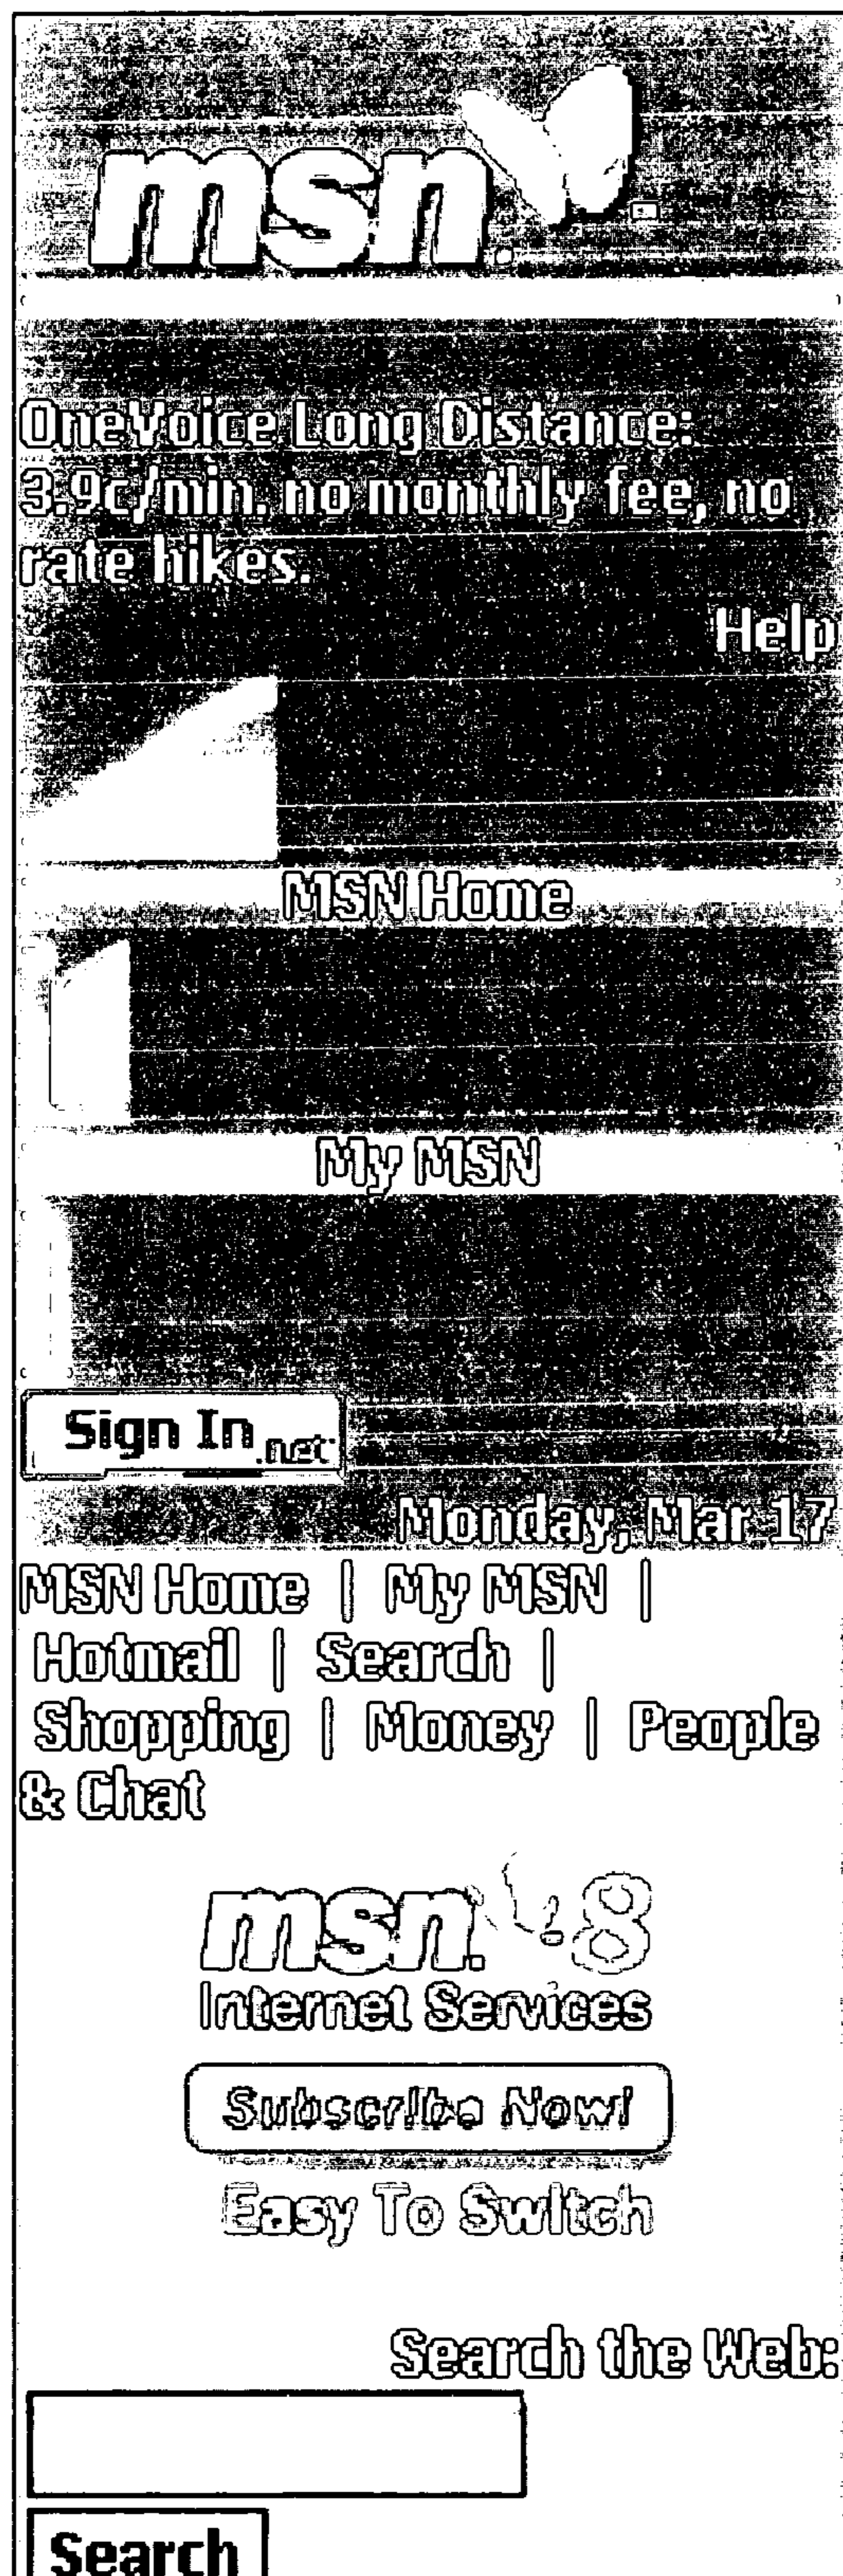 msn.
OneVoice Long Distance:
3.9c/min. no monthly fee, no
rate hikes.
Help
MSN Home
My MSN
Sign In .net
Monday, Mar 17
MSN Home | My MSN |
Hotmail | Search |
Shopping | Money | People
& Chat
msn. 8
Internet Services
Subscribe Now!
Easy To Switch
Search the Web:
Search